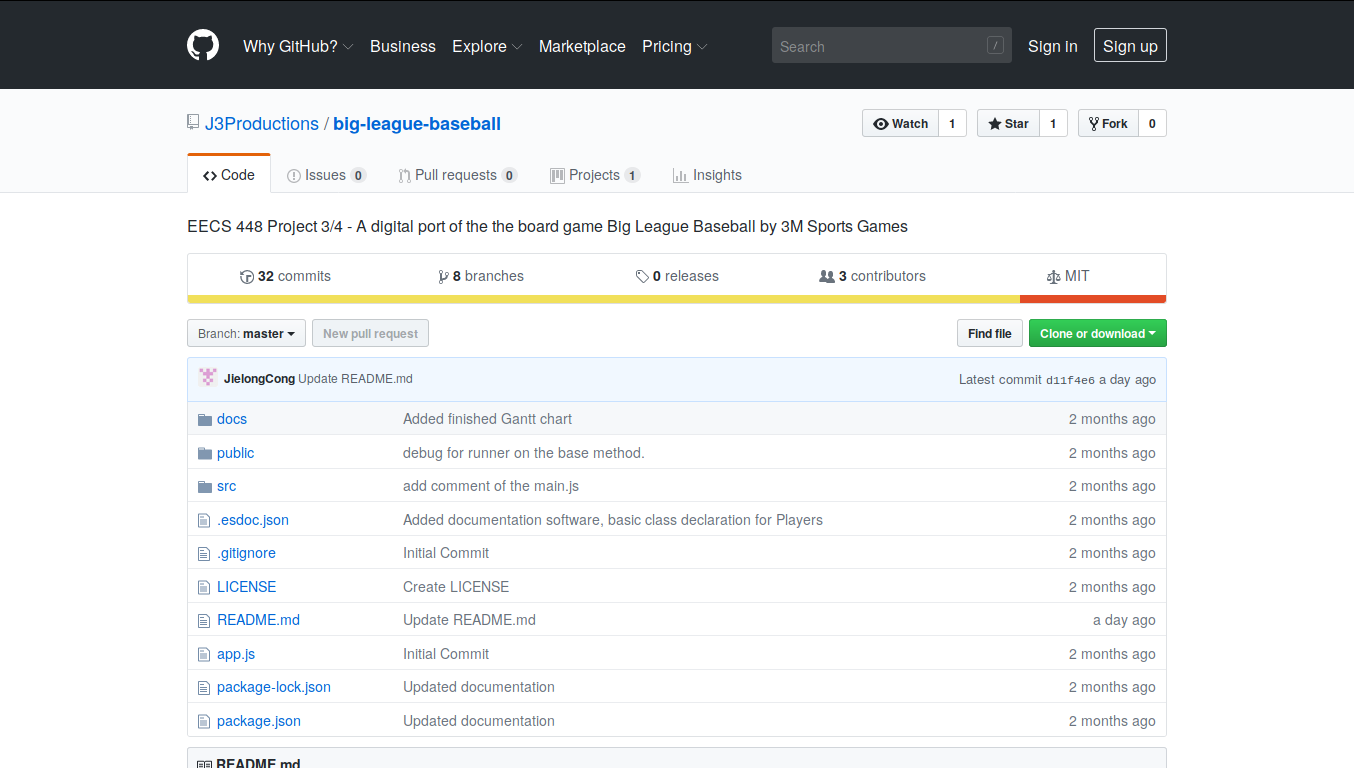 Why GitHub? Business Explore Marketplace Pricing Search / Sign in Sign up
J3Productions / big-league-baseball Watch 1 Star 1 Fork 0
Code Issues 0 Pull requests 0 Projects 1 Insights
EECS 448 Project 3/4 - A digital port of the the board game Big League Baseball by 3M Sports Games
32 commits 8 branches 0 releases 3 contributors MIT
Branch: master New pull request Find file Clone or download
JielongCong Update README.md Latest commit d11f4e6 a day ago
docs Added finished Gantt chart 2 months ago
public debug for runner on the base method. 2 months ago
src add comment of the main.js 2 months ago
.esdoc.json Added documentation software, basic class declaration for Players 2 months ago
.gitignore Initial Commit 2 months ago
LICENSE Create LICENSE 2 months ago
README.md Update README.md a day ago
app.js Initial Commit 2 months ago
package-lock.json Updated documentation 2 months ago
package.json Updated documentation 2 months ago
README.md